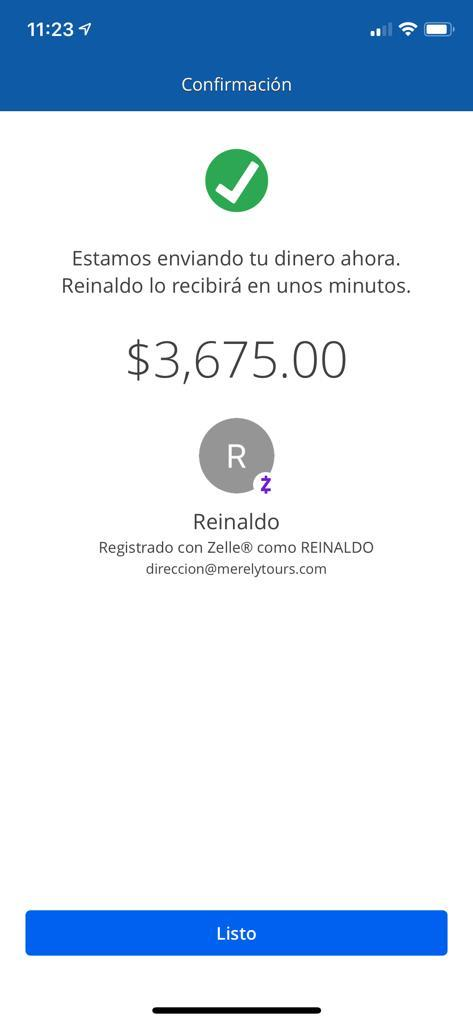 11:23
Confirmación
Estamos enviando tu dinero ahora.
Reinaldo lo recibirá en unos minutos.
$3,675.00
R
Reinaldo
Registrado con Zelle® como REINALDO
direccion@merelytours.com
Listo